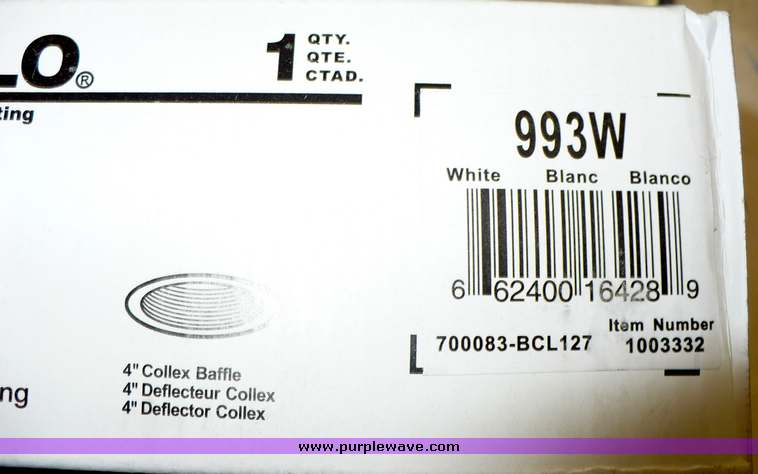 LO®
1 QTY.
QTE.
CTAD.
ting
993W
White Blanc Blanco
6 62400 16428 9
Item Number
700083-BCL127 1003332
4" Collex Baffle
4" Deflecteur Collex
4" Deflector Collex
ng
www.purplewave.com